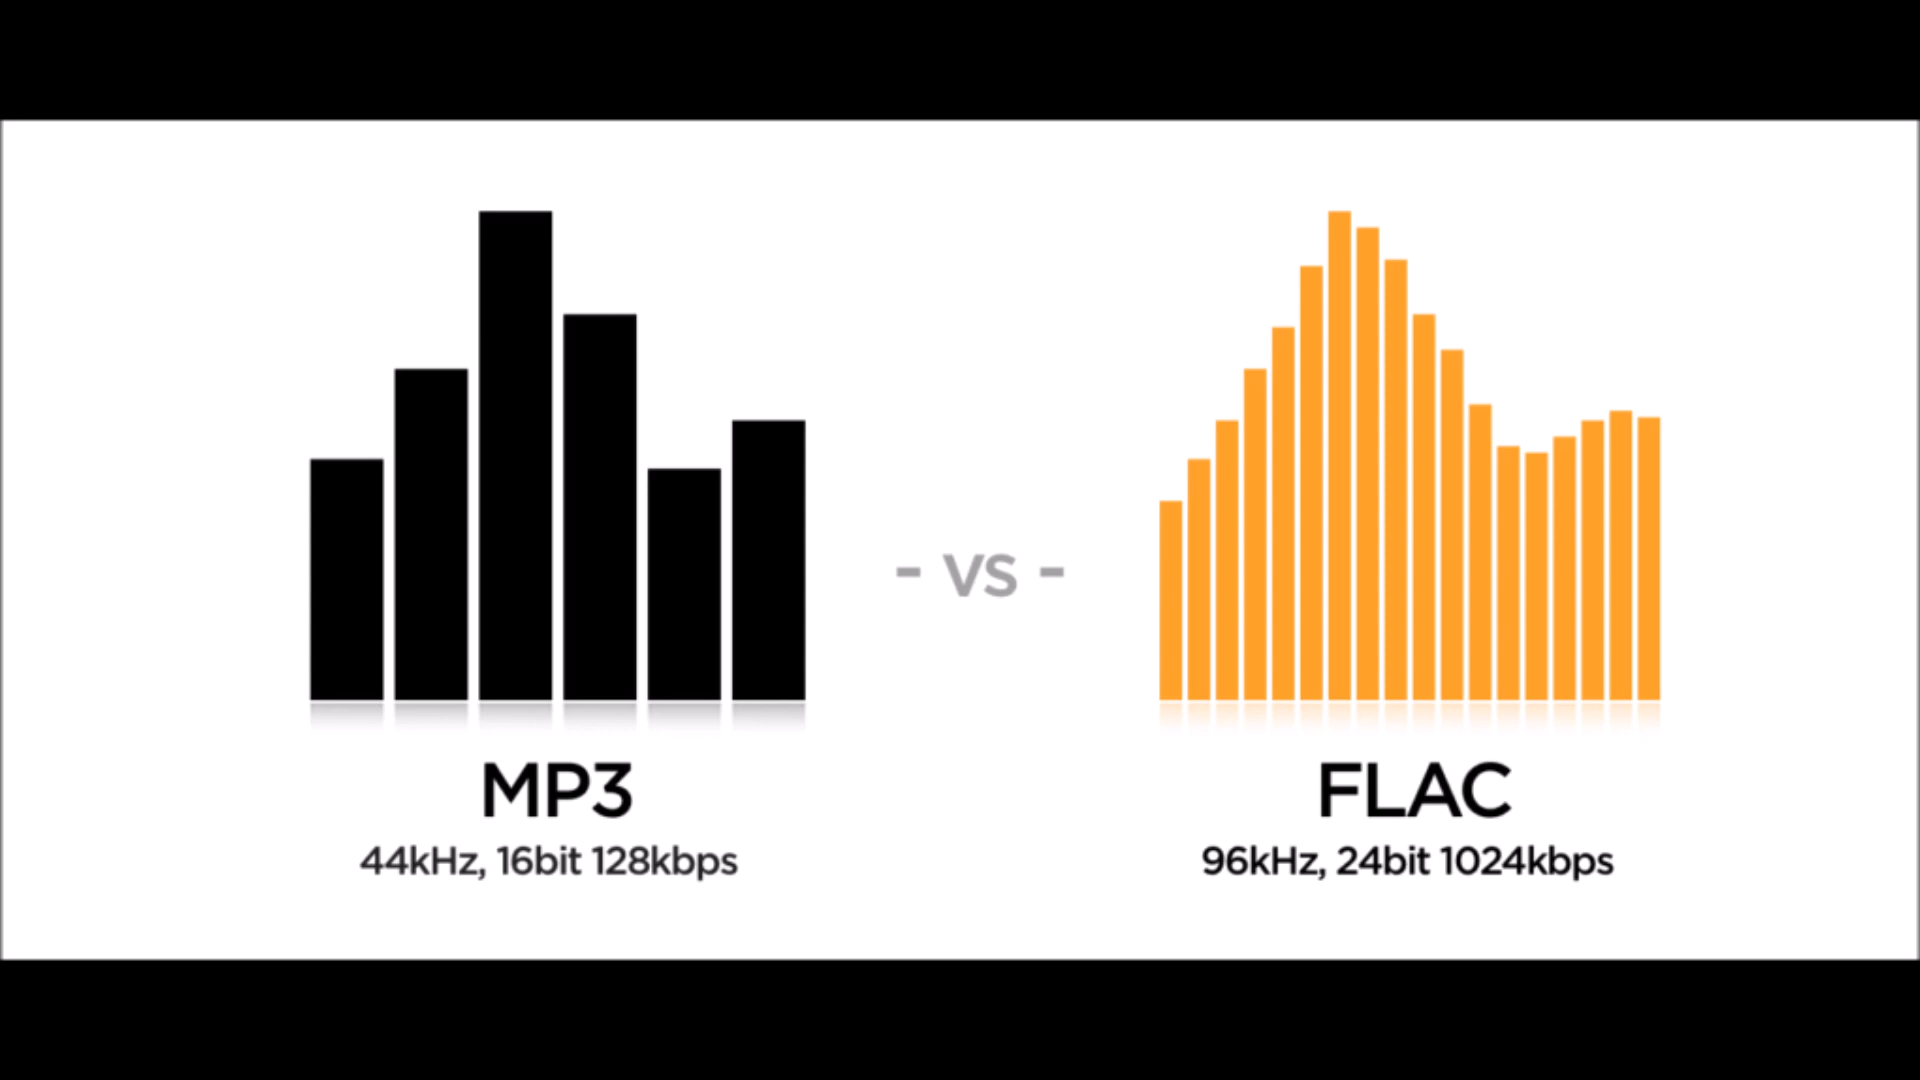 - vs -
MP3
FLAC
44kHz, 16bit 128kbps
96kHz, 24bit 1024kbps